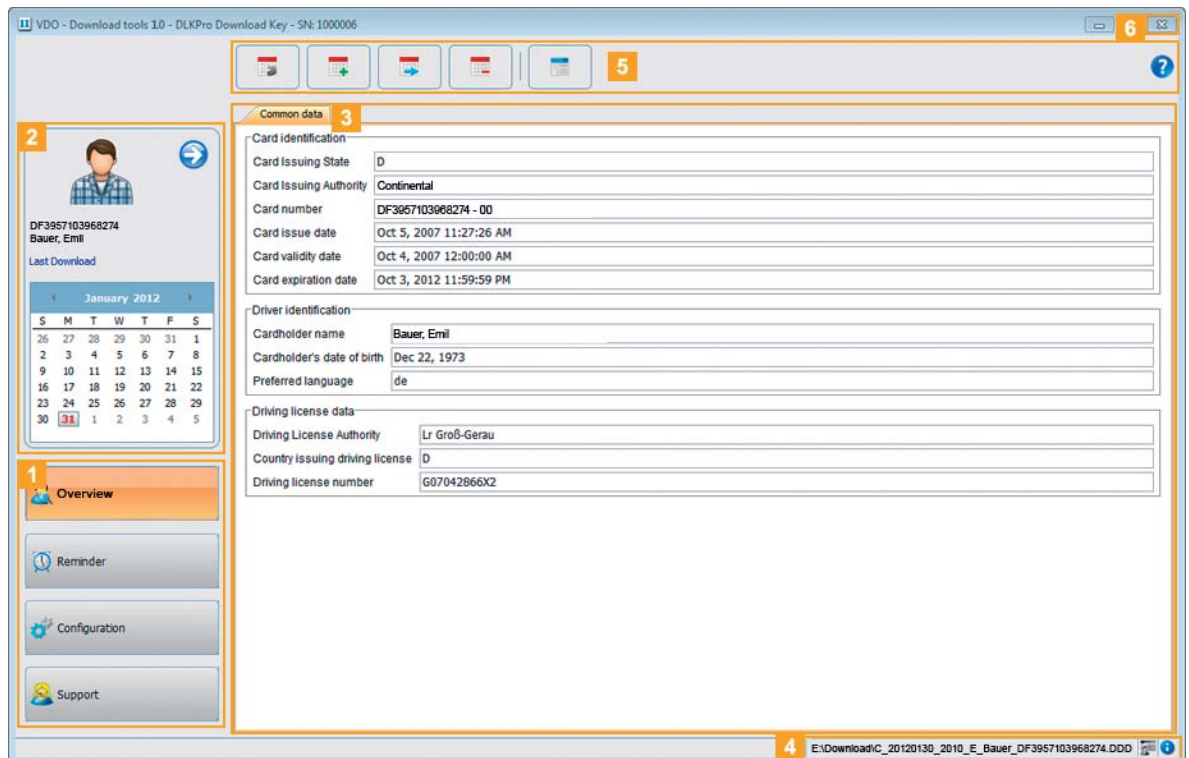 VDO - Download tools 1.0 - DLKPro Download Key - SN: 1000006
6
5
?
2
DF3957103968274
Bauer, Emil
Last Download
January 2012
S M T W T F S
26 27 28 29 30 31 1
2 3 4 5 6 7 8
9 10 11 12 13 14 15
16 17 18 19 20 21 22
23 24 25 26 27 28 29
30 31 1 2 3 4 5
1
Overview
Reminder
Configuration
Support
Common data 3
Card identification
Card Issuing State D
Card Issuing Authority Continental
Card number DF3957103968274 - 00
Card issue date Oct 5, 2007 11:27:26 AM
Card validity date Oct 4, 2007 12:00:00 AM
Card expiration date Oct 3, 2012 11:59:59 PM
Driver identification
Cardholder name Bauer, Emil
Cardholder's date of birth Dec 22, 1973
Preferred language de
Driving license data
Driving License Authority Lr Groß-Gerau
Country issuing driving license D
Driving license number G07042866X2
4 E:\Download\C_20120130_2010_E_Bauer_DF3957103968274.DDD